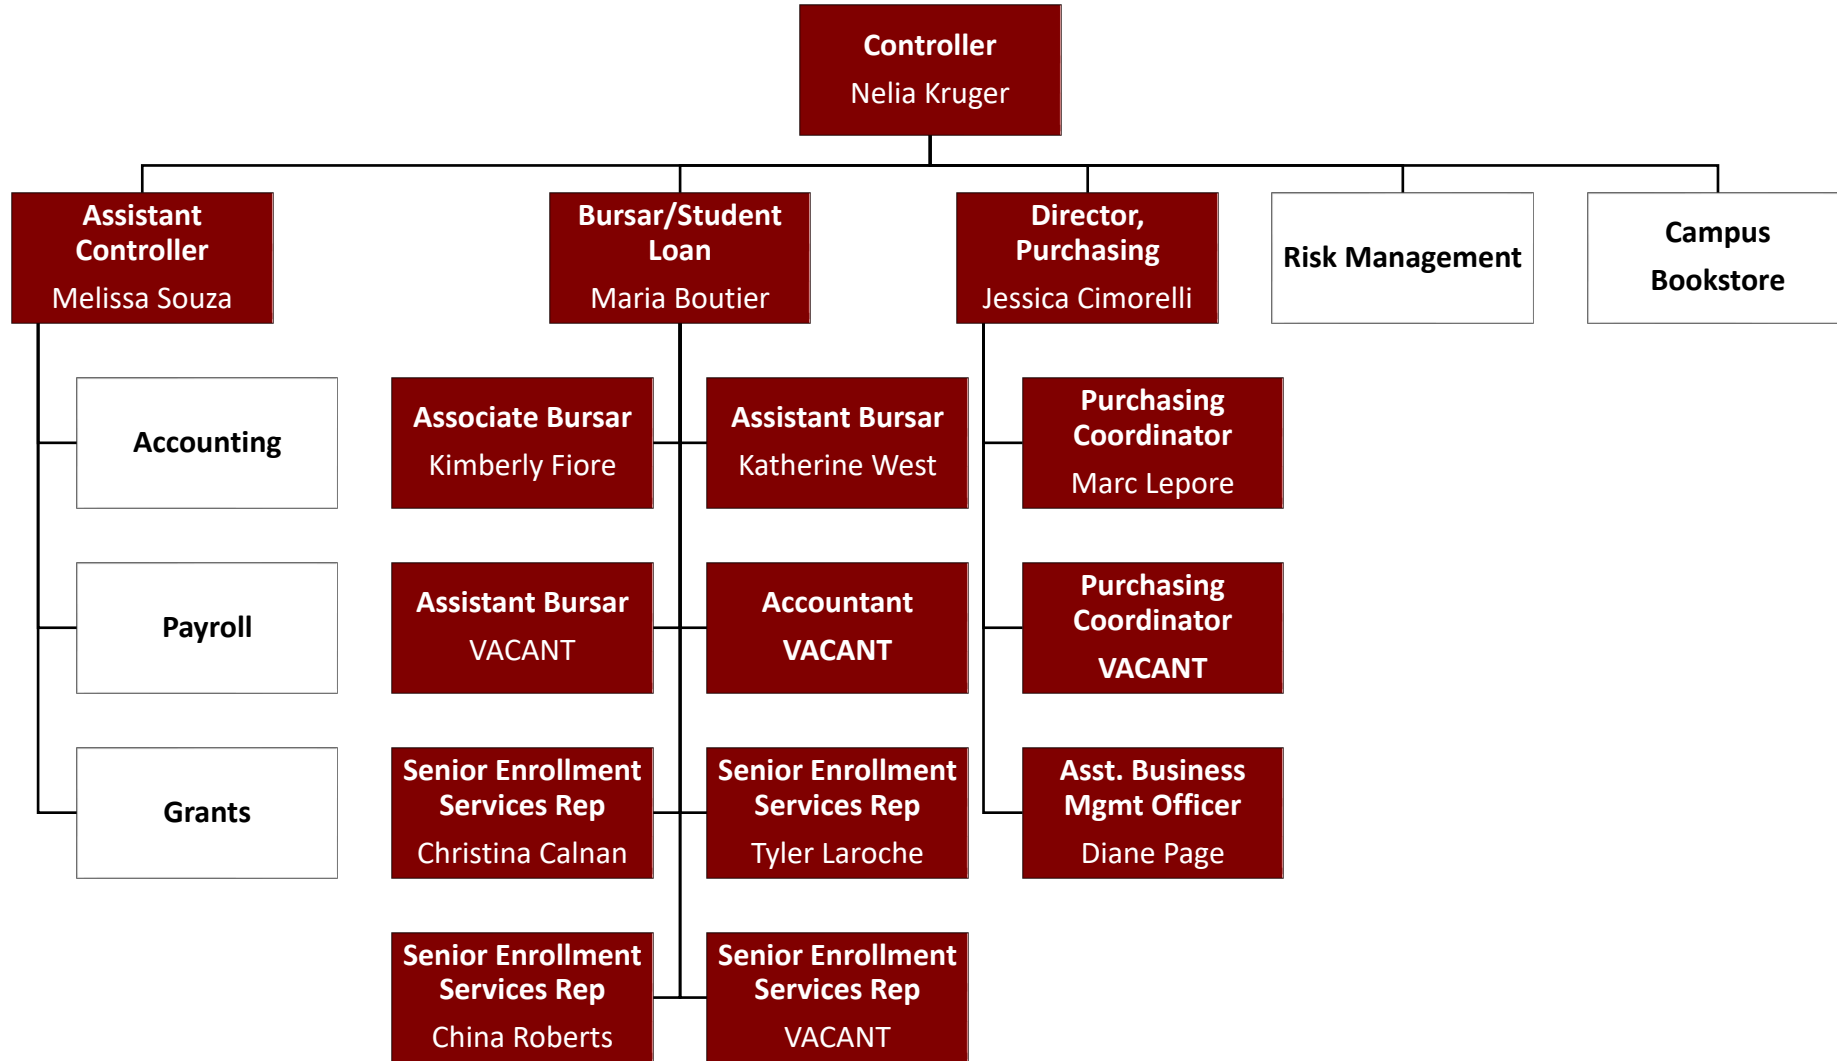 Controller
Nelia Kruger
Assistant
Controller
Melissa Souza
Bursar/Student
Loan
Maria Boutier
Director,
Purchasing
Jessica Cimorelli
Risk Management
Campus
Bookstore
Accounting
Associate Bursar
Kimberly Fiore
Assistant Bursar
Katherine West
Purchasing
Coordinator
Marc Lepore
Payroll
Assistant Bursar
VACANT
Accountant
VACANT
Purchasing
Coordinator
VACANT
Grants
Senior Enrollment
Services Rep
Christina Calnan
Senior Enrollment
Services Rep
Tyler Laroche
Asst. Business
Mgmt Officer
Diane Page
Senior Enrollment
Services Rep
China Roberts
Senior Enrollment
Services Rep
VACANT